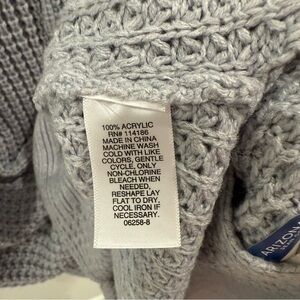 100% ACRYLIC
RN# 114186
MADE IN CHINA
MACHINE WASH
COLD WITH LIKE
COLORS, GENTLE
CYCLE, ONLY
NON-CHLORINE
BLEACH WHEN
NEEDED,
RESHAPE LAY
FLAT TO DRY,
COOL IRON IF
NECESSARY.
06258-8
ARIZONA